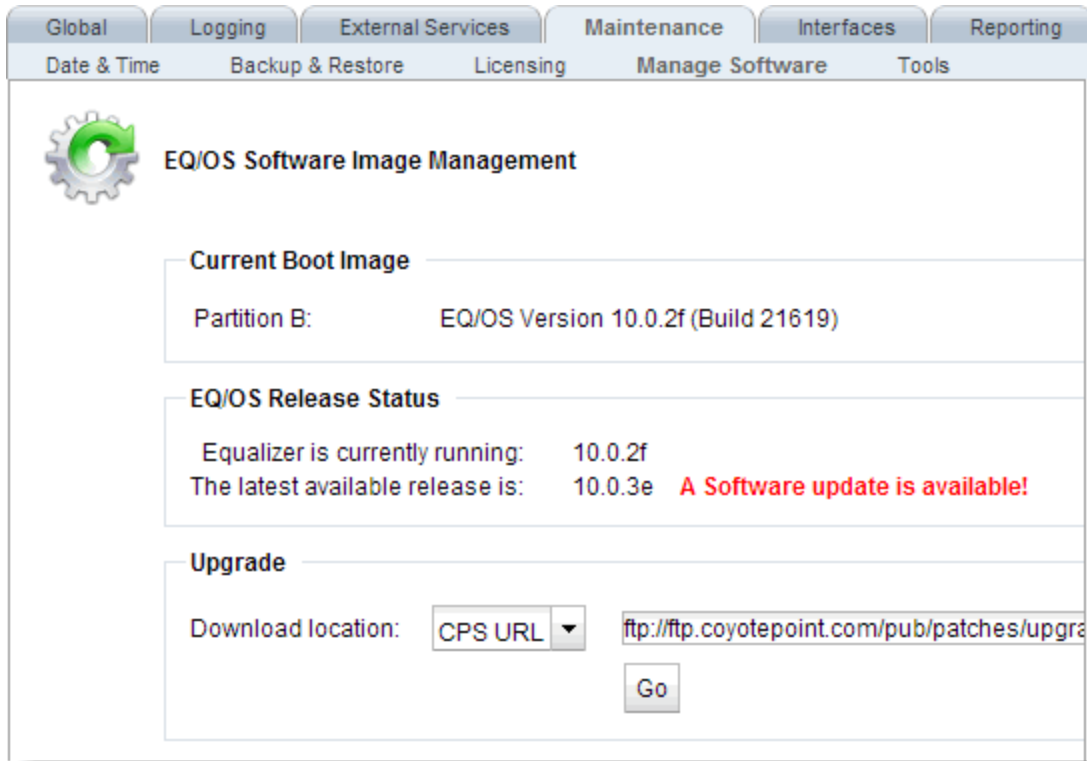 Global Logging External Services Maintenance Interfaces Reporting
Date & Time Backup & Restore Licensing Manage Software Tools
EQ/OS Software Image Management
Current Boot Image
Partition B: EQ/OS Version 10.0.2f (Build 21619)
EQ/OS Release Status
Equalizer is currently running: 10.0.2f
The latest available release is: 10.0.3e A Software update is available!
Upgrade
Download location: CPS URL ftp://ftp.coyotepoint.com/pub/patches/upgra
Go